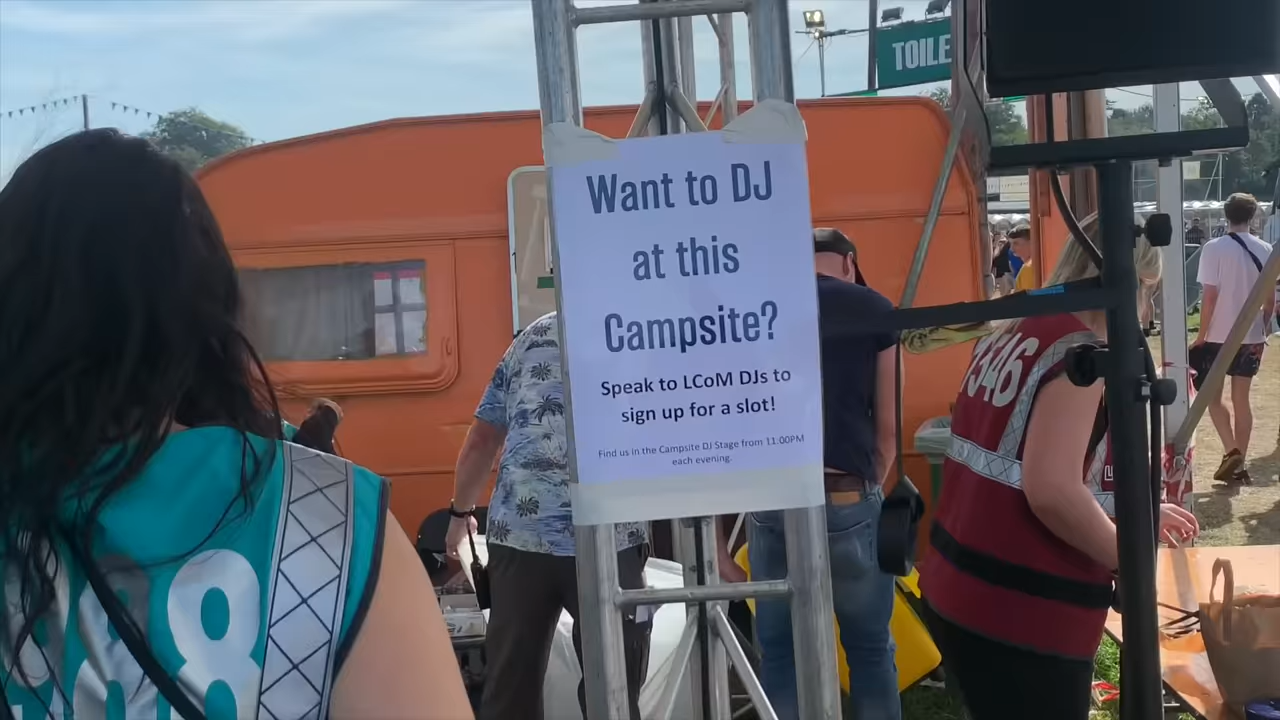 TOILE
Want to DJ
at this
Campsite?
Speak to LCoM DJs to
sign up for a slot!
Find us in the Campsite DJ Stage from 11:00PM
each evening.
7546